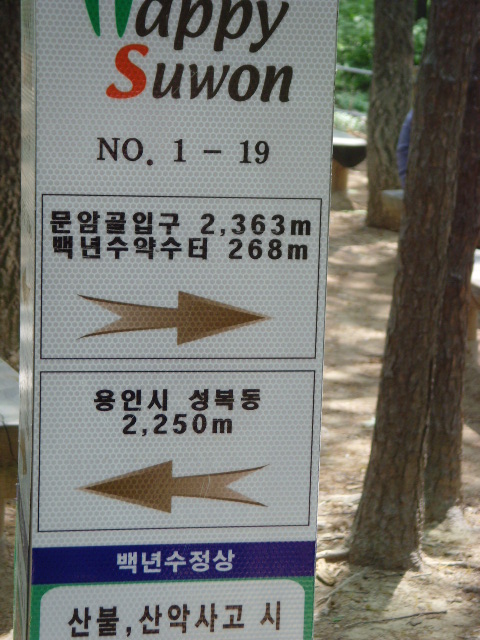 Happy
Suwon
NO. 1 - 19
문암골입구 2,363m
백년수약수터 268m
용인시 성복동
2,250m
백년수정상
산불,산악사고 시